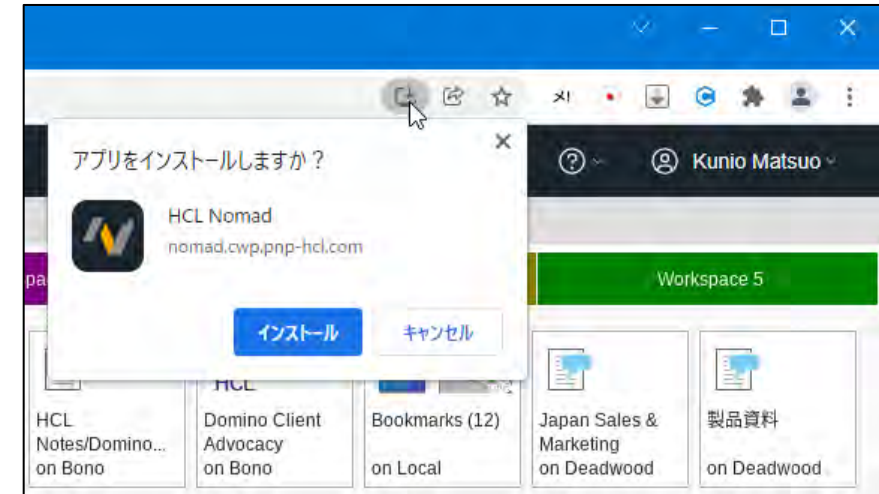 アプリをインストールしますか？
HCL Nomad
nomad.cwp.pnp-hcl.com
インストール
キャンセル
Kunio Matsuo
Workspace 5
HCL
Notes/Domino...
on Bono
Domino Client
Advocacy
on Bono
Bookmarks (12)
on Local
Japan Sales &
Marketing
on Deadwood
製品資料
on Deadwood